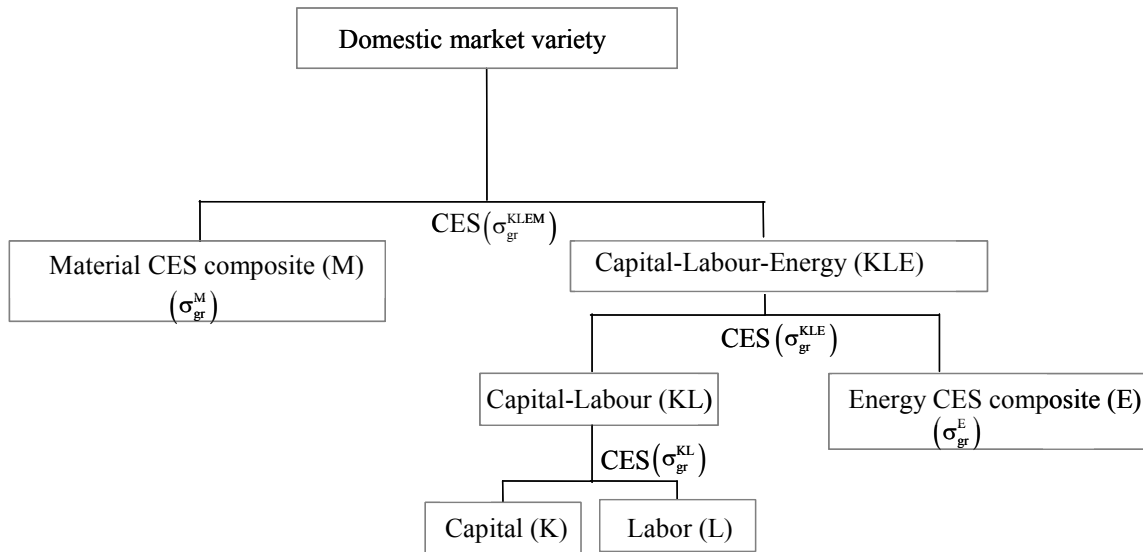 Domestic market variety
CES(σ_gr^KLEM)
Material CES composite (M)
(σ_gr^M)
Capital-Labour-Energy (KLE)
CES(σ_gr^KLE)
Capital-Labour (KL)
Energy CES composite (E)
(σ_gr^E)
CES(σ_gr^KL)
Capital (K)
Labor (L)